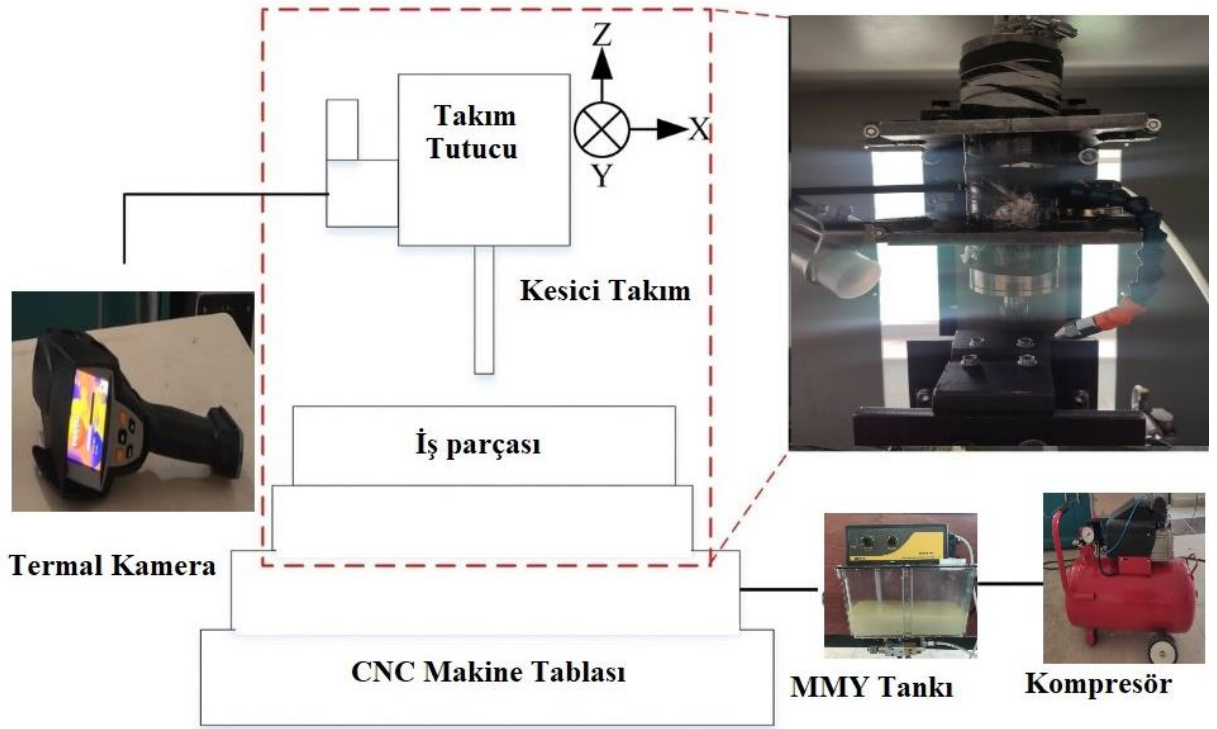 Takım
Tutucu
Z
X
Y
Kesici Takım
İş parçası
Termal Kamera
CNC Makine Tablası
MMY Tankı
Kompresör